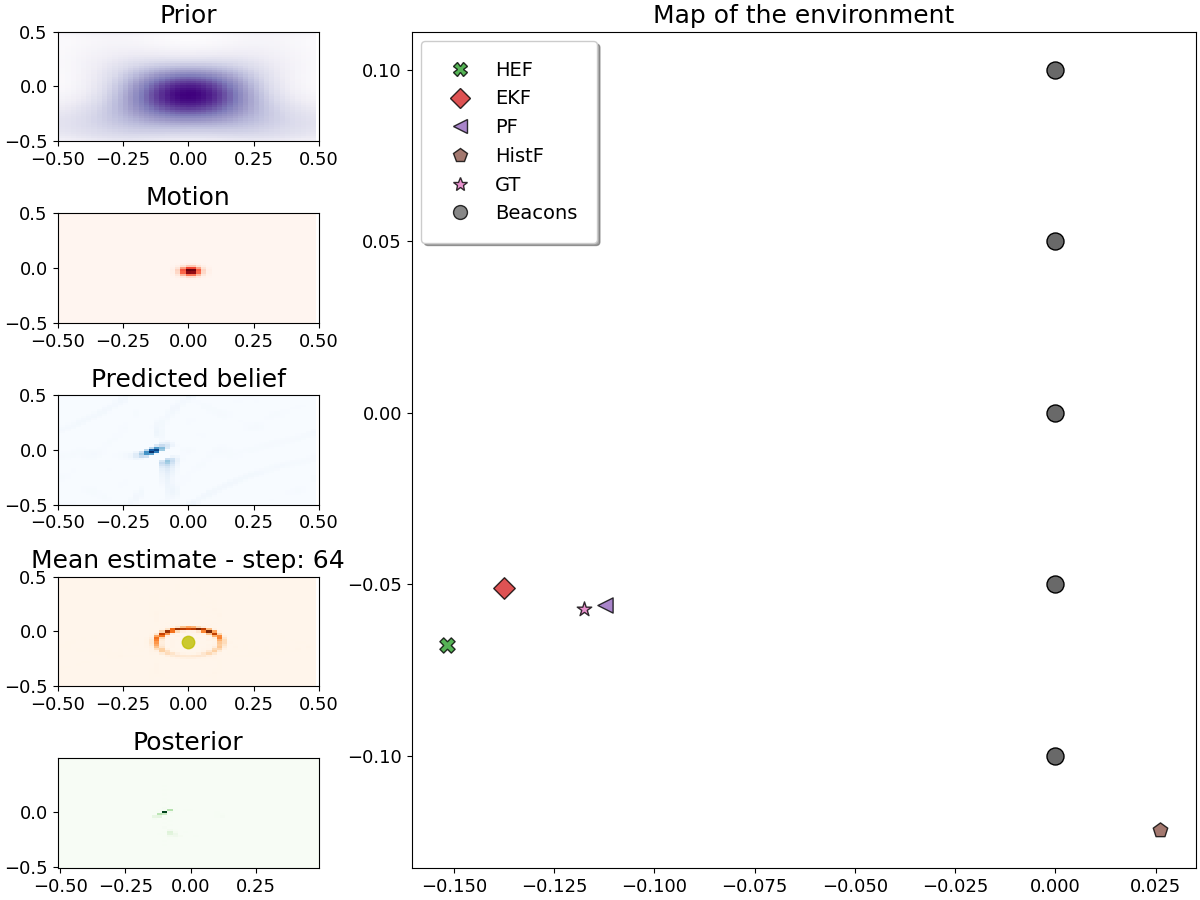 Prior
0.5
0.0
−0.5
−0.50 −0.25 0.00 0.25 0.50
Motion
0.5
0.0
−0.5
−0.50 −0.25 0.00 0.25 0.50
Predicted belief
0.5
0.0
−0.5
−0.50 −0.25 0.00 0.25 0.50
Mean estimate - step: 64
0.5
0.0
−0.5
−0.50 −0.25 0.00 0.25 0.50
Posterior
0.0
−0.5
−0.50 −0.25 0.00 0.25
Map of the environment
HEF
EKF
PF
HistF
GT
Beacons
0.10
0.05
0.00
−0.05
−0.10
−0.150 −0.125 −0.100 −0.075 −0.050 −0.025 0.000 0.025